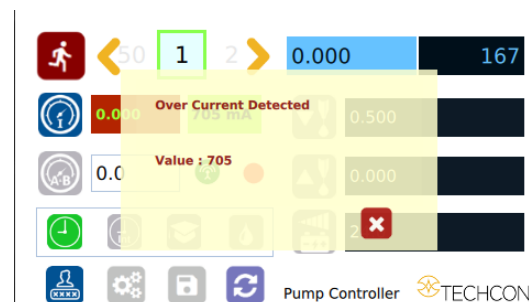 50 1 2 0.000 167
0.000 705 mA 0.500
Over Current Detected
0.0 0.000
Value : 705
2
Pump Controller TECHCON